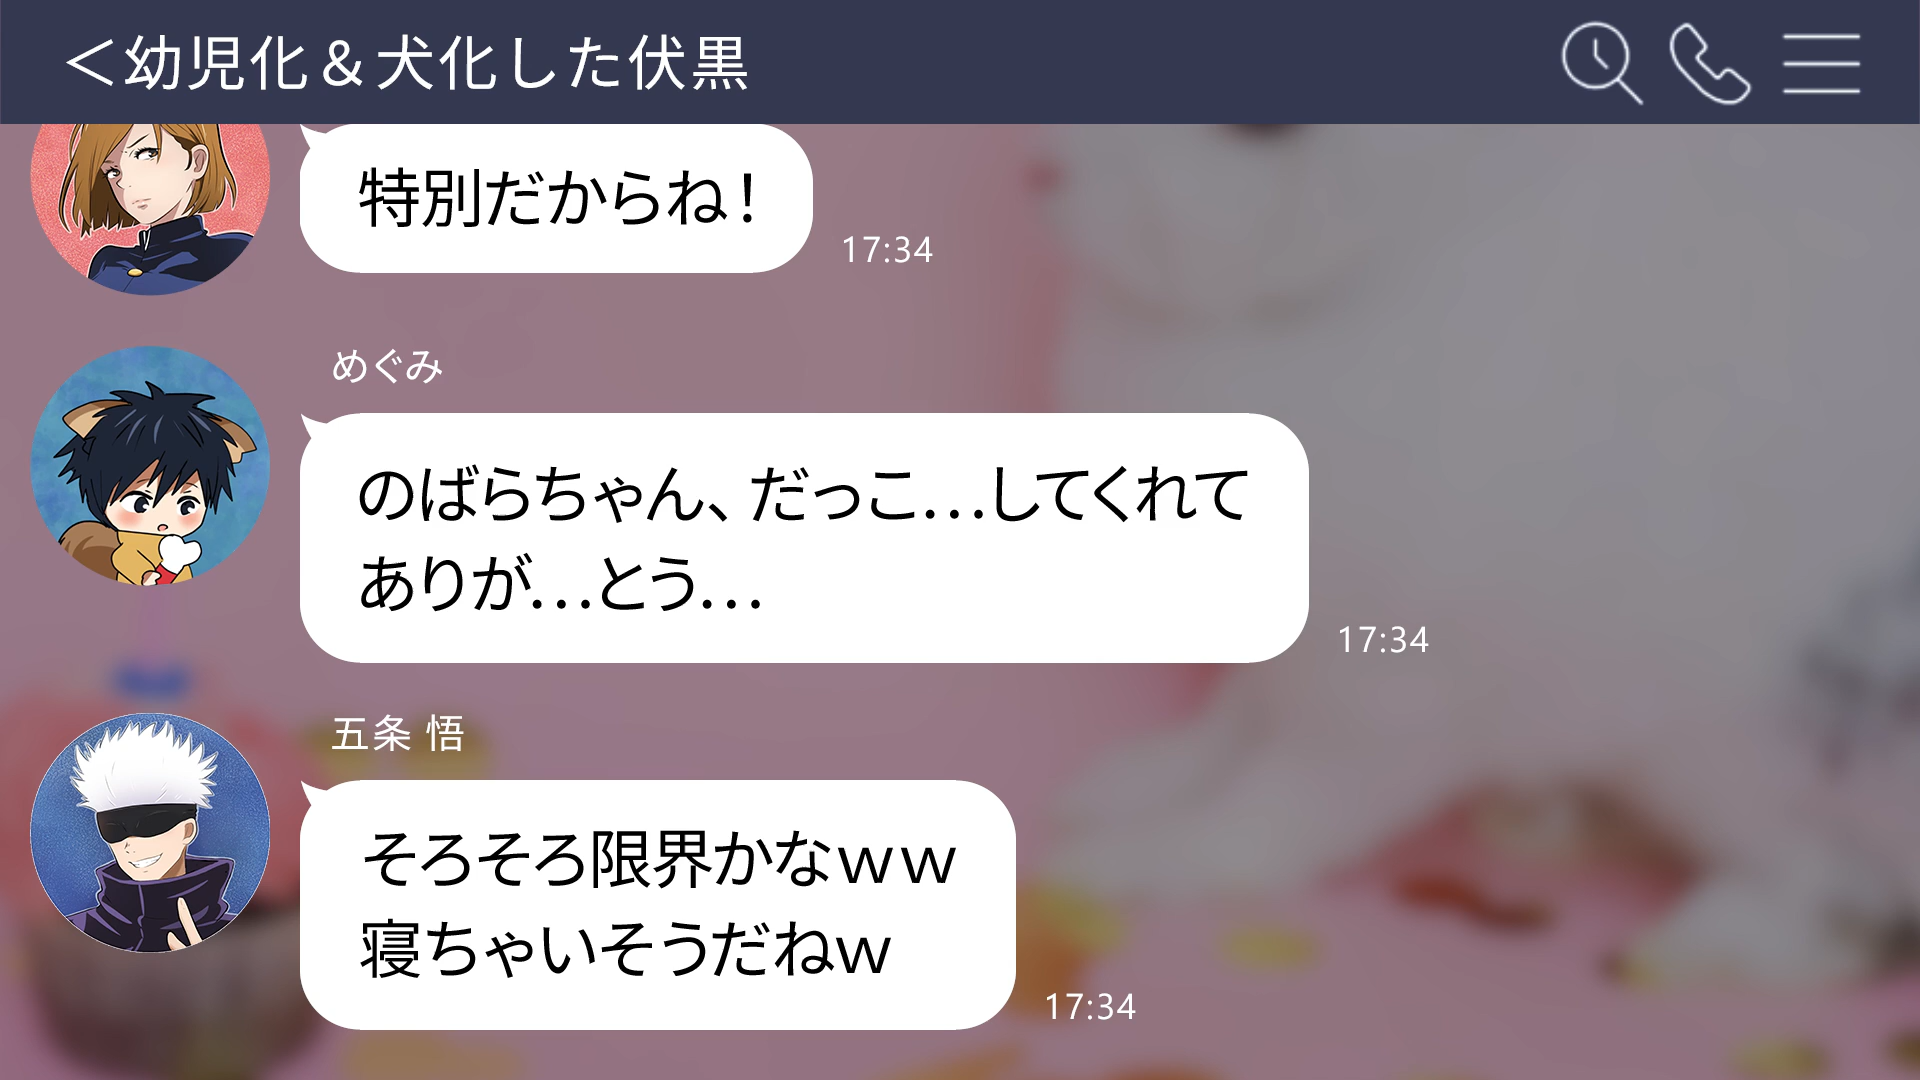 ＜幼児化＆犬化した伏黒
特別だからね！
17:34
めぐみ
のばらちゃん、だっこ…してくれて
ありが…とう…
17:34
五条 悟
そろそろ限界かなｗｗ
寝ちゃいそうだねｗ
17:34